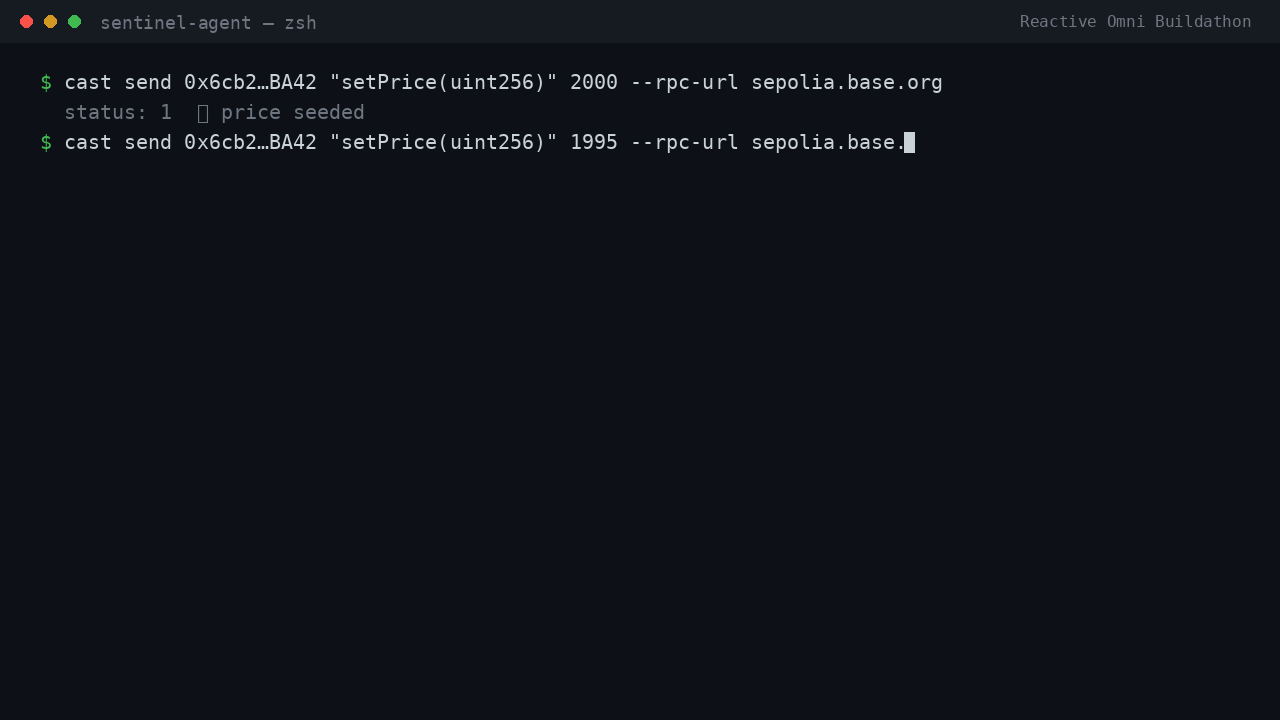 sentinel-agent — zsh
Reactive Omni Buildathon
$ cast send 0x6cb2…BA42 "setPrice(uint256)" 2000 --rpc-url sepolia.base.org
status: 1 price seeded
$ cast send 0x6cb2…BA42 "setPrice(uint256)" 1995 --rpc-url sepolia.base.